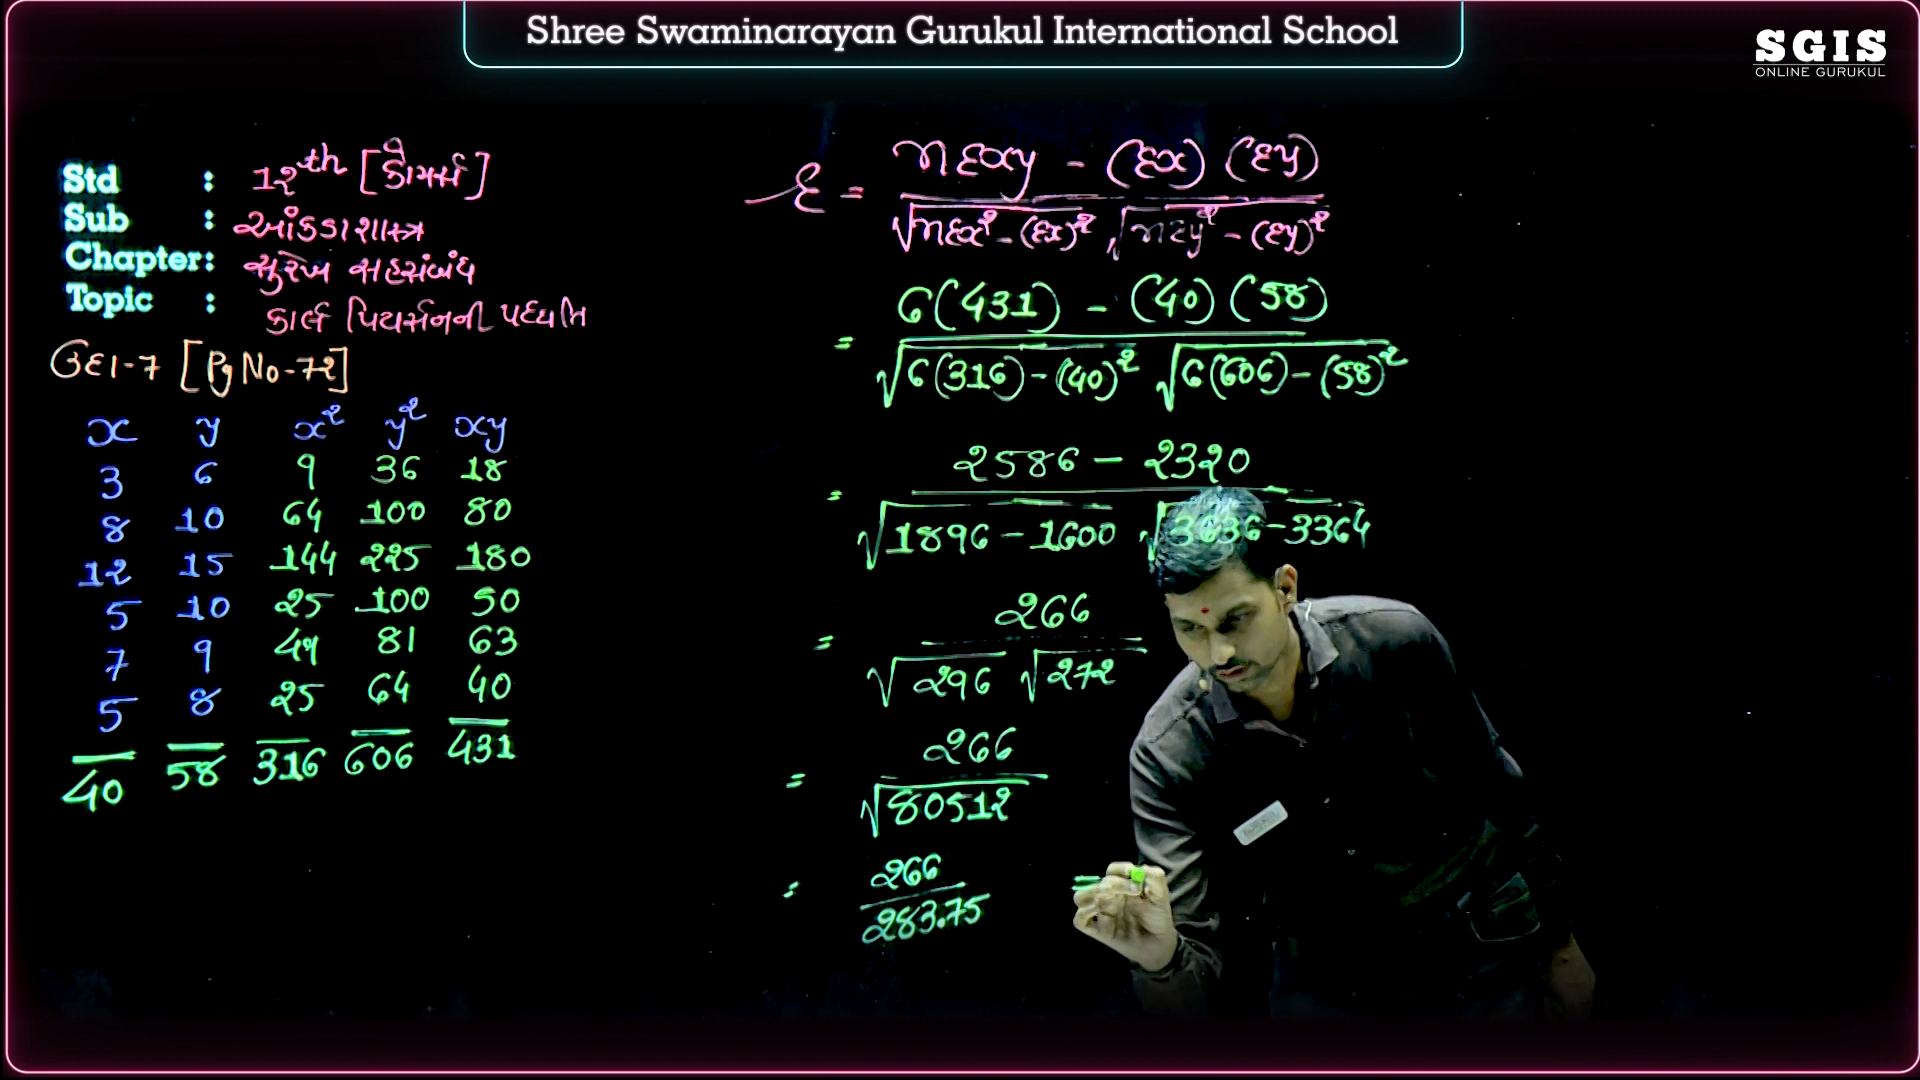 Shree Swaminarayan Gurukul International School
SGIS
ONLINE GURUKUL
Std : 12th [કોમર્સ]
Sub : આંકડાશાસ્ત્ર
Chapter: સુરેખ સહસંબંધ
Topic : કાર્લ પિયર્સનની પદ્ધતિ
ઉદા-7 [Pg No-72]
x y x² y² xy
3 6 9 36 18
8 10 64 100 80
12 15 144 225 180
5 10 25 100 50
7 9 49 81 63
5 8 25 64 40
40 58 316 606 431
r = nΣxy - (Σx) (Σy)
√nΣx² - (Σx)² √nΣy² - (Σy)²
= 6(431) - (40) (58)
√6(316) - (40)² √6(606) - (58)²
= 2586 - 2320
√1896 - 1600 √3636 - 3364
= 266
√296 √272
= 266
√80512
= 266
283.75
=